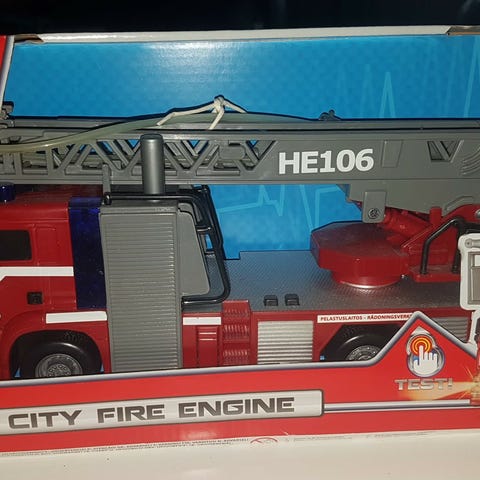 HE106
PELASTUSLAITOS - RÄDDNINGSVERK
TEST!
CITY FIRE ENGINE